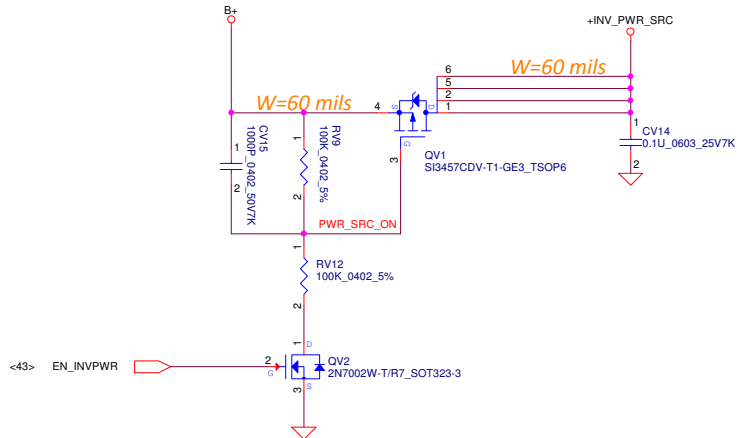 B+
+INV_PWR_SRC
W=60 mils
6
5
2
1
W=60 mils
4
S
D
G
3
QV1
SI3457CDV-T1-GE3_TSOP6
1
2
CV15
1000P_0402_50V7K
1
2
RV9
100K_0402_5%
1
2
CV14
0.1U_0603_25V7K
PWR_SRC_ON
1
2
RV12
100K_0402_5%
<43> EN_INVPWR
2
G
1
D
3
S
QV2
2N7002W-T/R7_SOT323-3